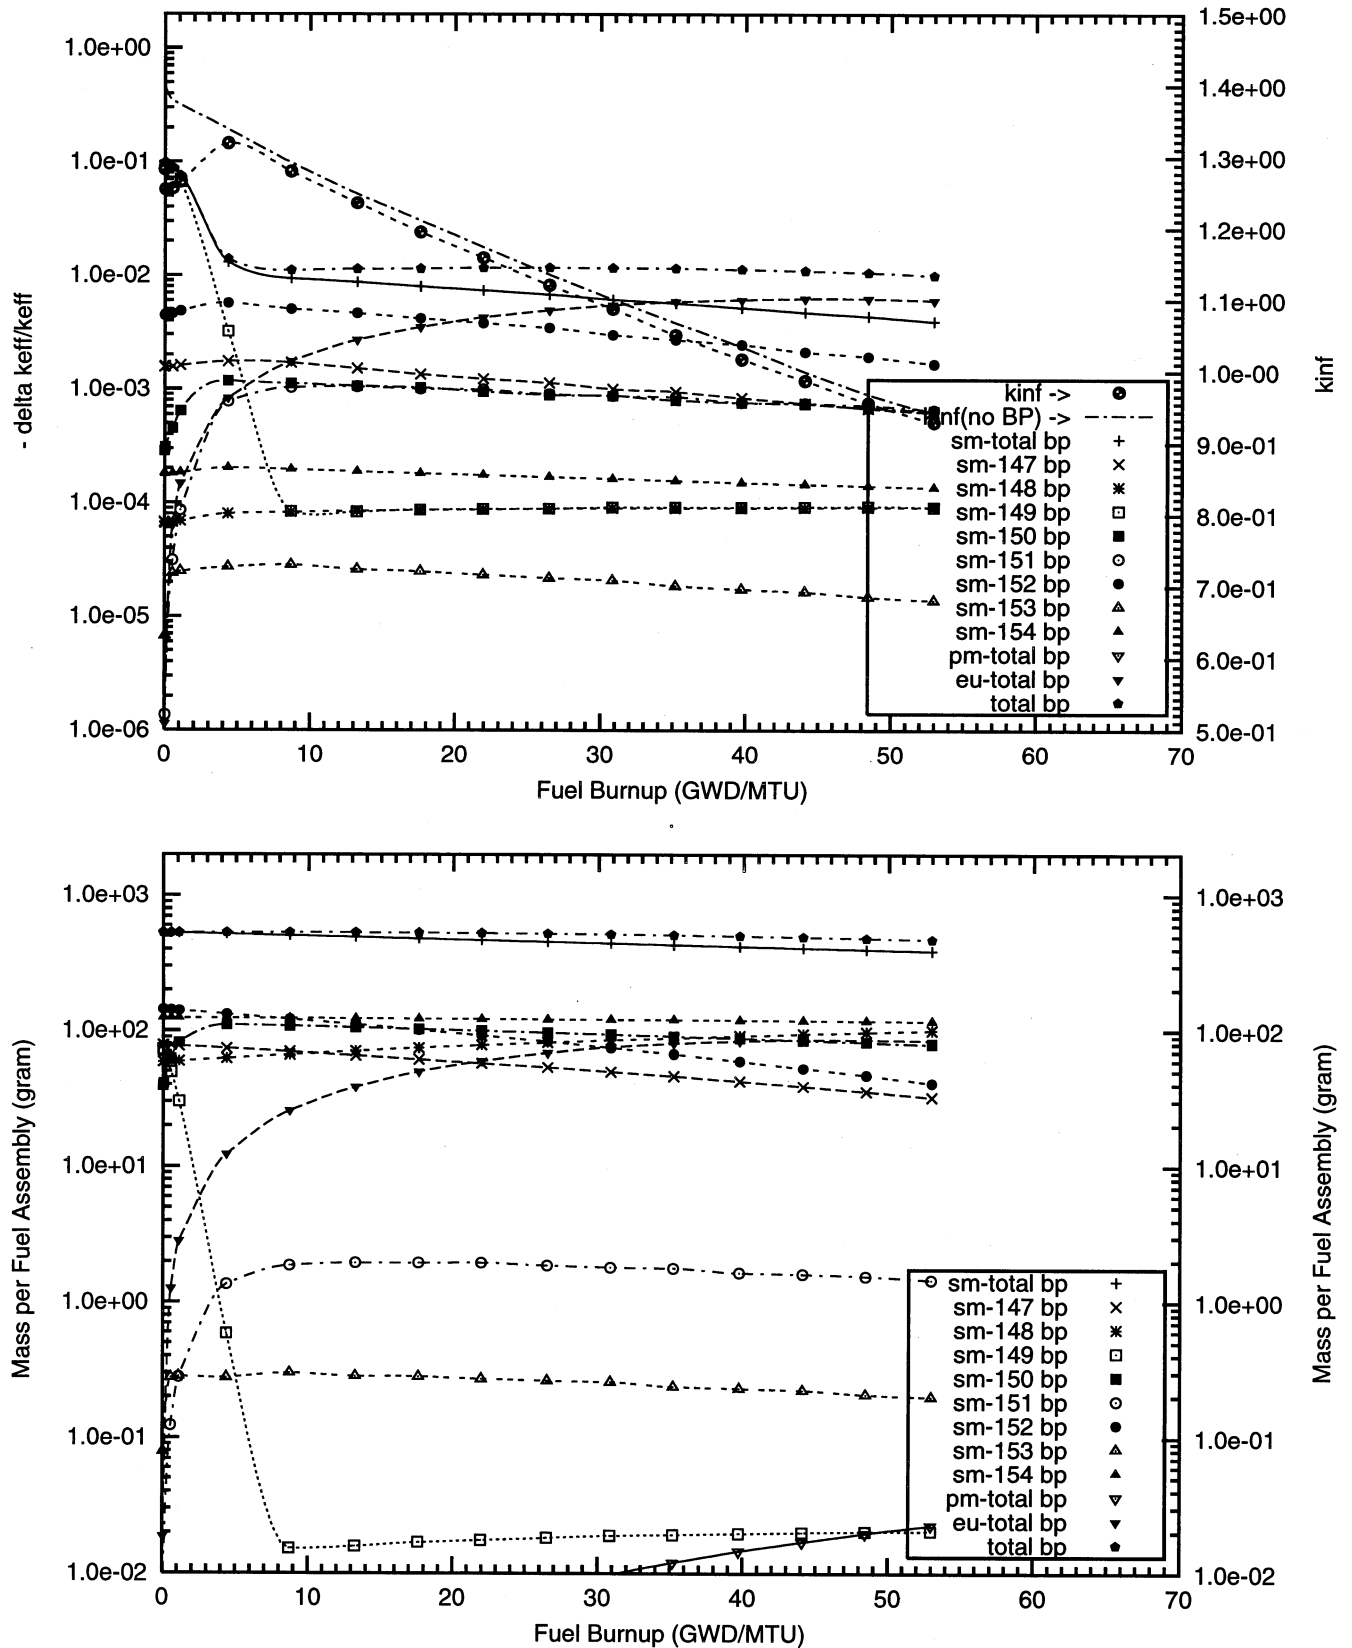 1.0e+00
1.0e-01
1.0e-02
1.0e-03
1.0e-04
1.0e-05
1.0e-06
- delta keff/keff
1.5e+00
1.4e+00
1.3e+00
1.2e+00
1.1e+00
1.0e-00
9.0e-01
8.0e-01
7.0e-01
6.0e-01
5.0e-01
kinf
kinf ->
kinf(no BP) ->
sm-total bp
sm-147 bp
sm-148 bp
sm-149 bp
sm-150 bp
sm-151 bp
sm-152 bp
sm-153 bp
sm-154 bp
pm-total bp
eu-total bp
total bp
0 10 20 30 40 50 60 70
Fuel Burnup (GWD/MTU)
1.0e+03
1.0e+02
1.0e+01
1.0e+00
1.0e-01
1.0e-02
Mass per Fuel Assembly (gram)
1.0e+03
1.0e+02
1.0e+01
1.0e+00
1.0e-01
1.0e-02
Mass per Fuel Assembly (gram)
sm-total bp
sm-147 bp
sm-148 bp
sm-149 bp
sm-150 bp
sm-151 bp
sm-152 bp
sm-153 bp
sm-154 bp
pm-total bp
eu-total bp
total bp
0 10 20 30 40 50 60 70
Fuel Burnup (GWD/MTU)